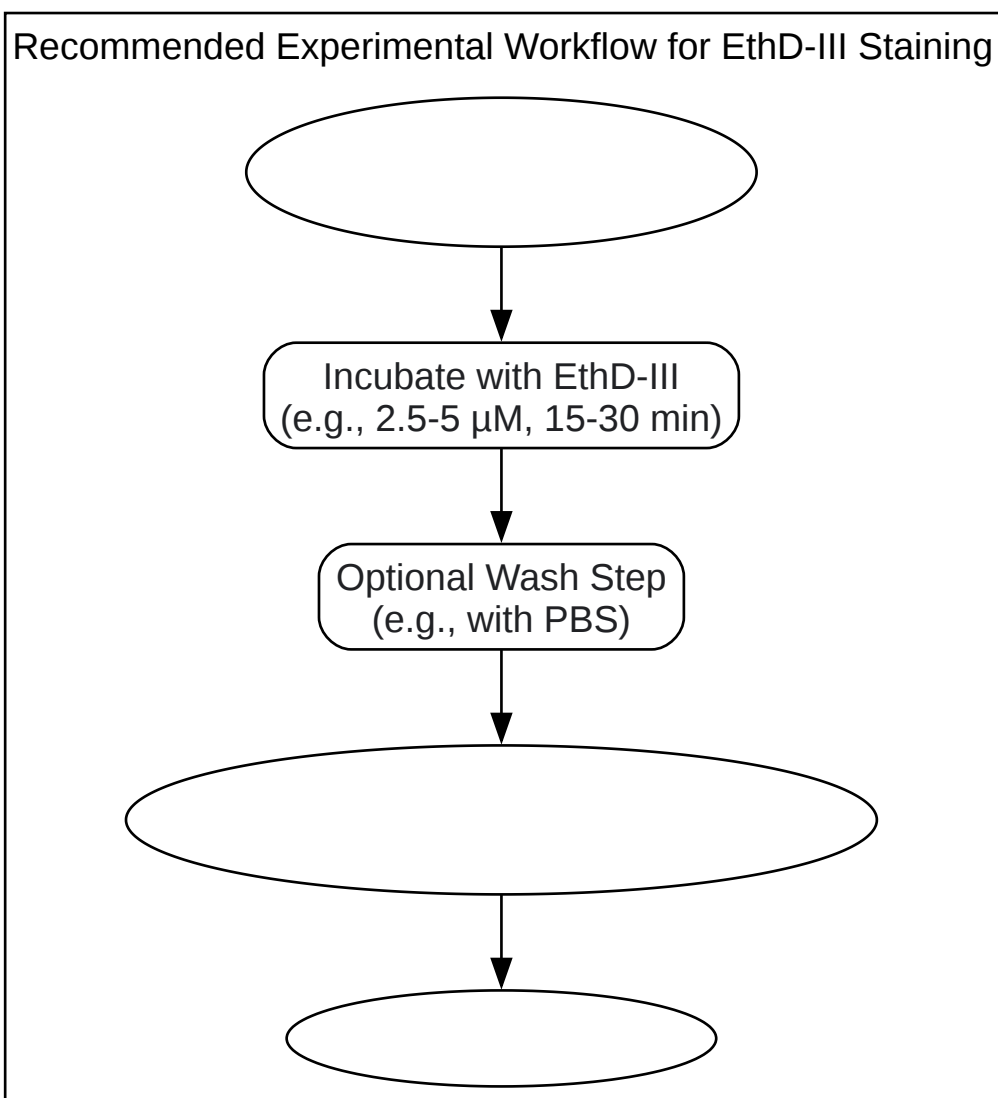 Recommended Experimental Workflow for EthD-III Staining
Incubate with EthD-III
(e.g., 2.5-5 µM, 15-30 min)
Optional Wash Step
(e.g., with PBS)